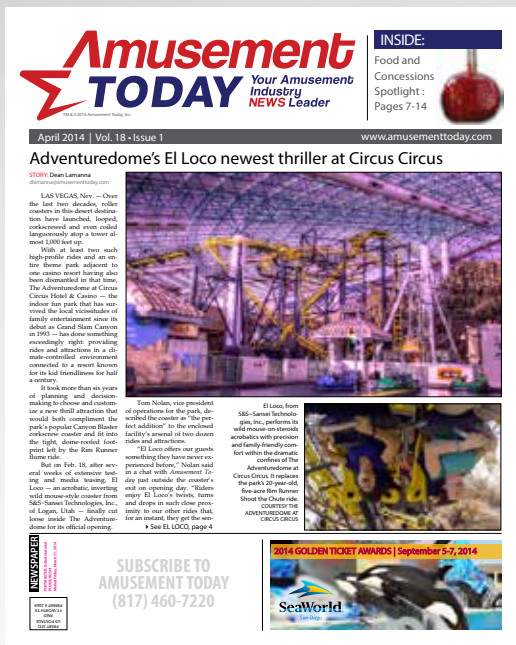 Amusement
TODAY
Your Amusement
Industry
NEWS Leader
TM & ©2014 Amusement Today, Inc.
INSIDE:
Food and
Concessions
Spotlight :
Pages 7-14
April 2014 | Vol. 18 • Issue 1
www.amusementtoday.com
Adventuredome’s El Loco newest thriller at Circus Circus
STORY: Dean Lamanna
dlamanna@amusementtoday.com
LAS VEGAS, Nev. — Over
the last two decades, roller
coasters in this desert destina-
tion have launched, looped,
corkscrewed and even coiled
languorously atop a tower al-
most 1,000 feet up.
With at least two such
high-profile rides and an en-
tire theme park adjacent to
one casino resort having also
been dismantled in that time,
The Adventuredome at Circus
Circus Hotel & Casino — the
indoor fun park that has sur-
vived the local vicissitudes of
family entertainment since its
debut as Grand Slam Canyon
in 1993 — has done something
exceedingly right: providing
rides and attractions in a cli-
mate-controlled environment
connected to a resort known
for its kid friendliness for half
a century.
It took more than six years
of planning and decision-
making to choose and custom-
ize a new thrill attraction that
would both compliment the
park’s popular Canyon Blaster
corkscrew coaster and fit into
the tight, dome-roofed foot-
print left by the Rim Runner
flume ride.
But on Feb. 18, after sev-
eral weeks of extensive test-
ing and media teasing, El
Loco — an acrobatic, inverting
wild mouse-style coaster from
S&S–Sansei Technologies, Inc.,
of Logan, Utah — finally cut
loose inside The Adventure-
dome for its official opening.
Tom Nolan, vice president
of operations for the park, de-
scribed the coaster as “the per-
fect addition” to the enclosed
facility’s arsenal of two dozen
rides and attractions.
“El Loco offers our guests
something they have never ex-
perienced before,” Nolan said
in a chat with Amusement To-
day just outside the coaster’s
exit on opening day. “Riders
enjoy El Loco’s twists, turns
and drops in such close prox-
imity to our other rides that,
for an instant, they get the sen-
See EL LOCO, page 4
El Loco, from
S&S–Sansei Technolo-
gies, Inc., performs its
wild mouse-on-steroids
acrobatics with precision
and family-friendly com-
fort within the dramatic
confines of The
Adventuredome at
Circus Circus. It replaces
the park’s 20-year-old,
five-acre Rim Runner
Shoot the Chute ride.
COURTESY THE
ADVENTUREDOME AT
CIRCUS CIRCUS
NEWSPAPER
SUBSCRIBE TO
AMUSEMENT TODAY
(817) 460-7220
2014 GOLDEN TICKET AWARDS | September 5-7, 2014
SeaWorld
San Diego